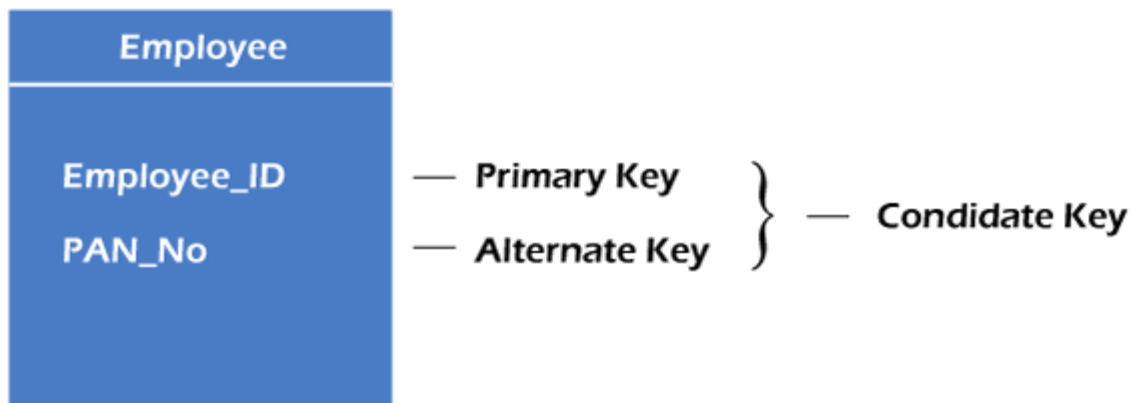 Employee
Employee_ID — Primary Key
PAN_No — Alternate Key
} — Condidate Key